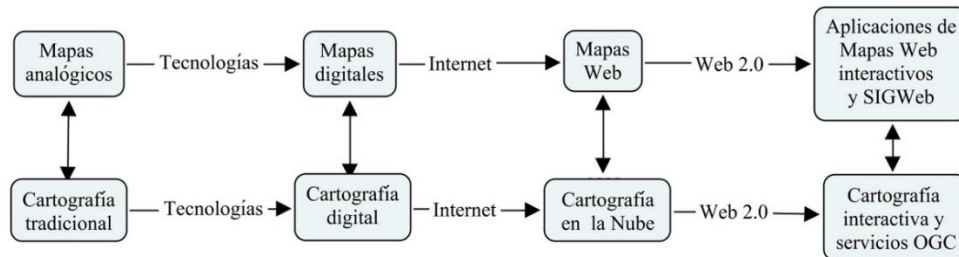 Mapas
analógicos
Tecnologías
Mapas
digitales
Internet
Mapas
Web
Web 2.0
Aplicaciones de
Mapas Web
interactivos
y SIGWeb
Cartografía
tradicional
Tecnologías
Cartografía
digital
Internet
Cartografía
en la Nube
Web 2.0
Cartografía
interactiva y
servicios OGC